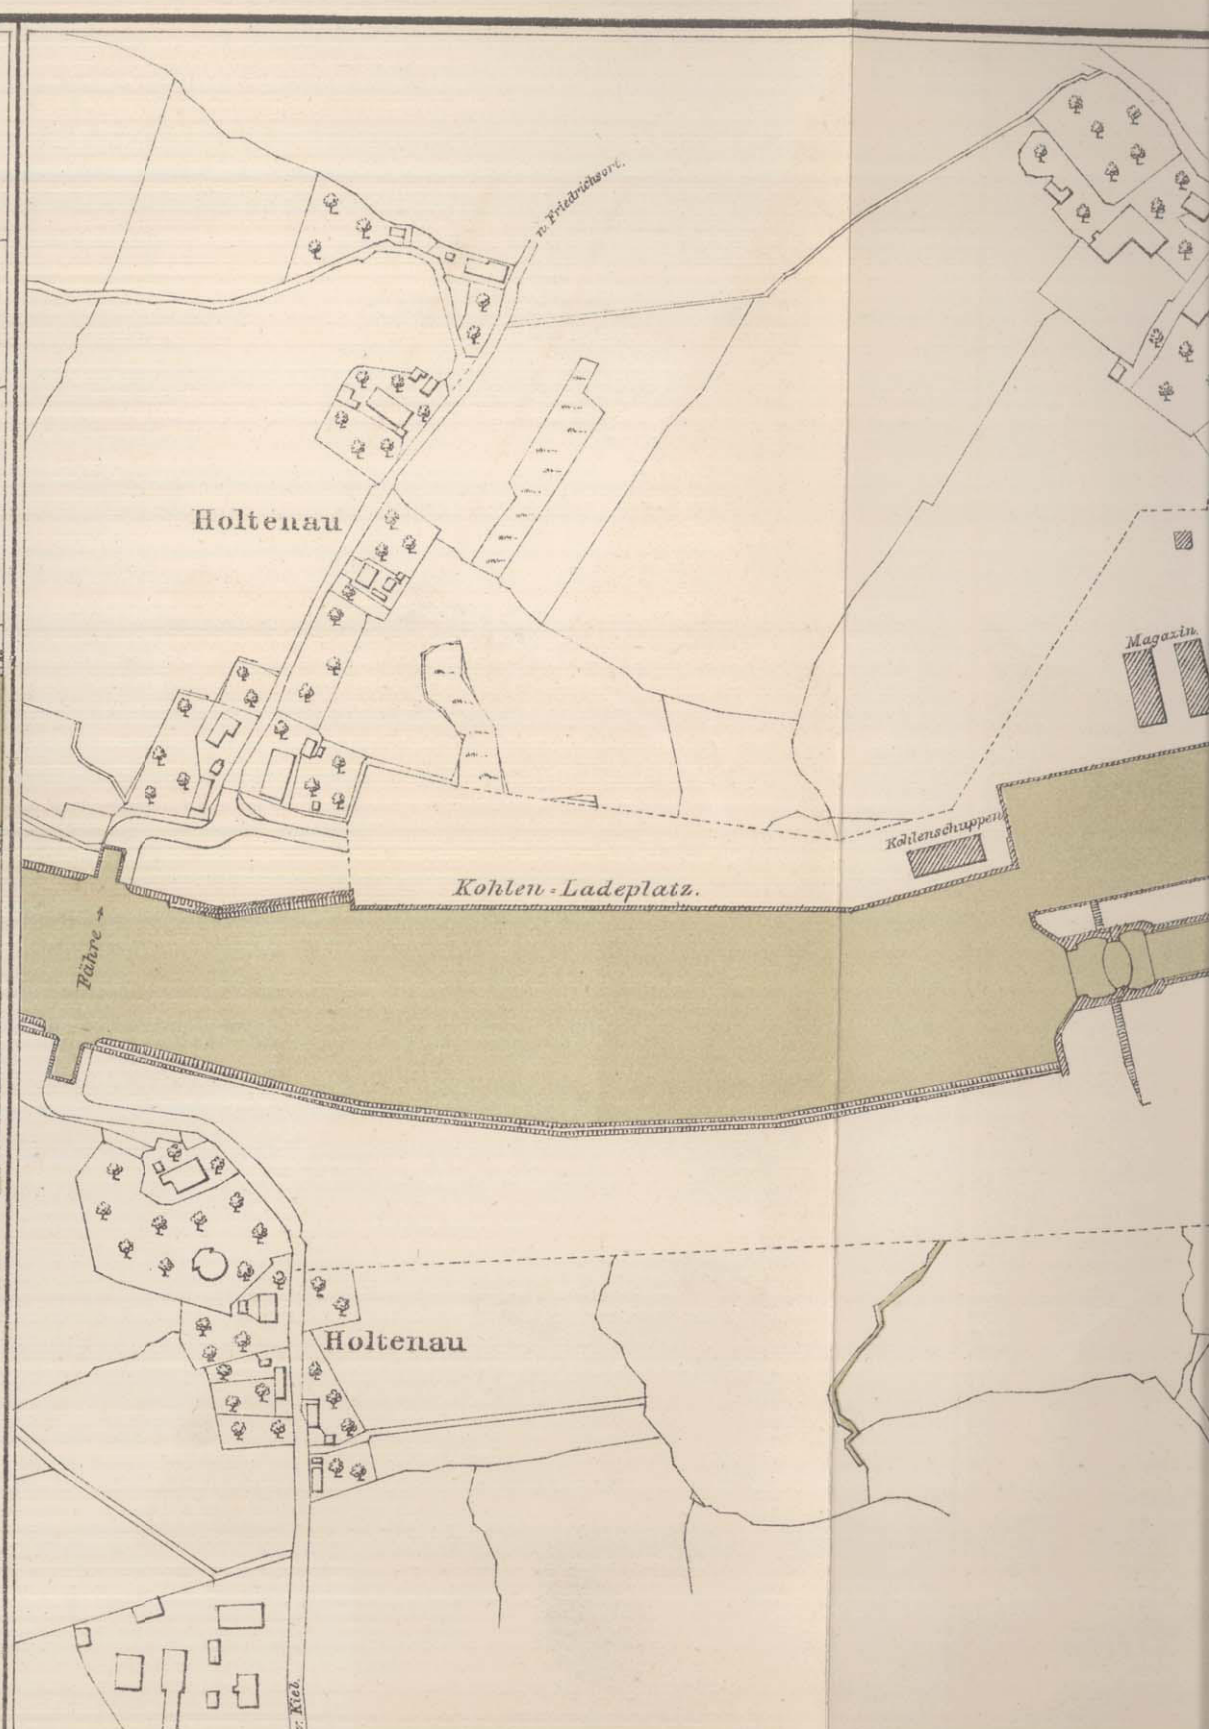 n. Friedrichsort.
Holtenau
Magazin.
Kohlenschuppen
Kohlen-Ladeplatz.
Fähre
Holtenau
v. Kiel.